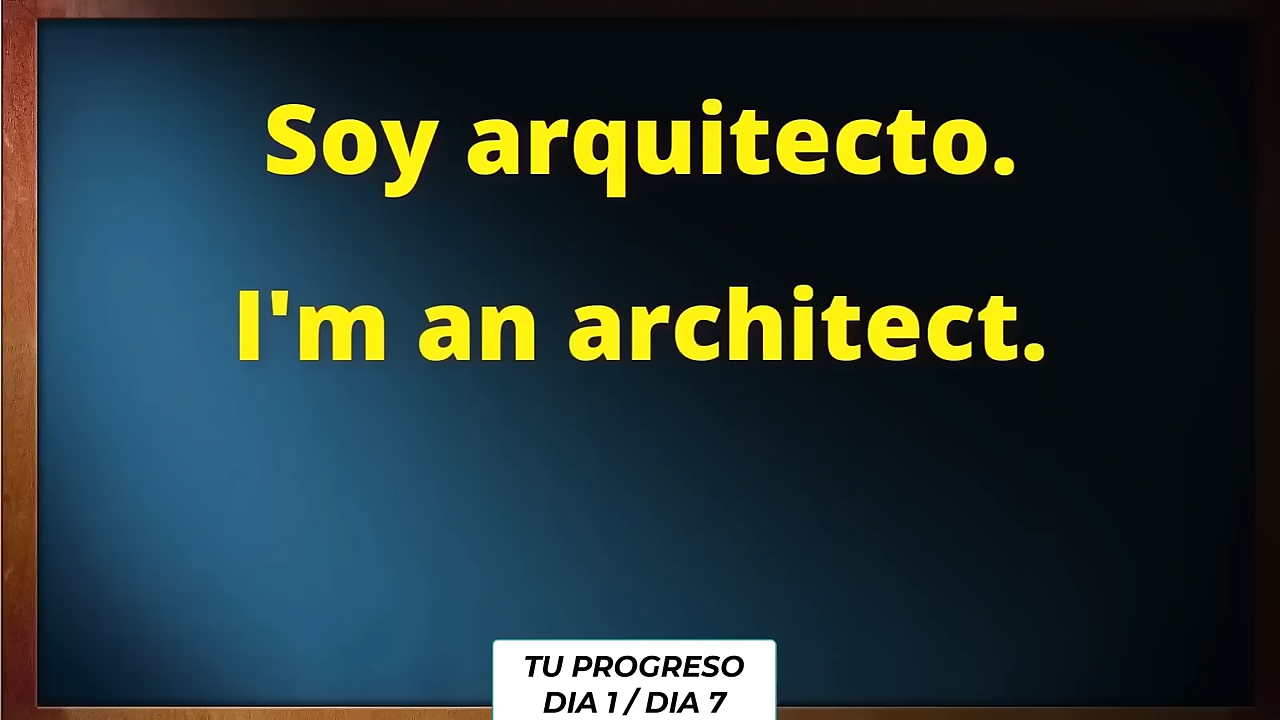 Soy arquitecto.
I'm an architect.
TU PROGRESO
DIA 1 / DIA 7